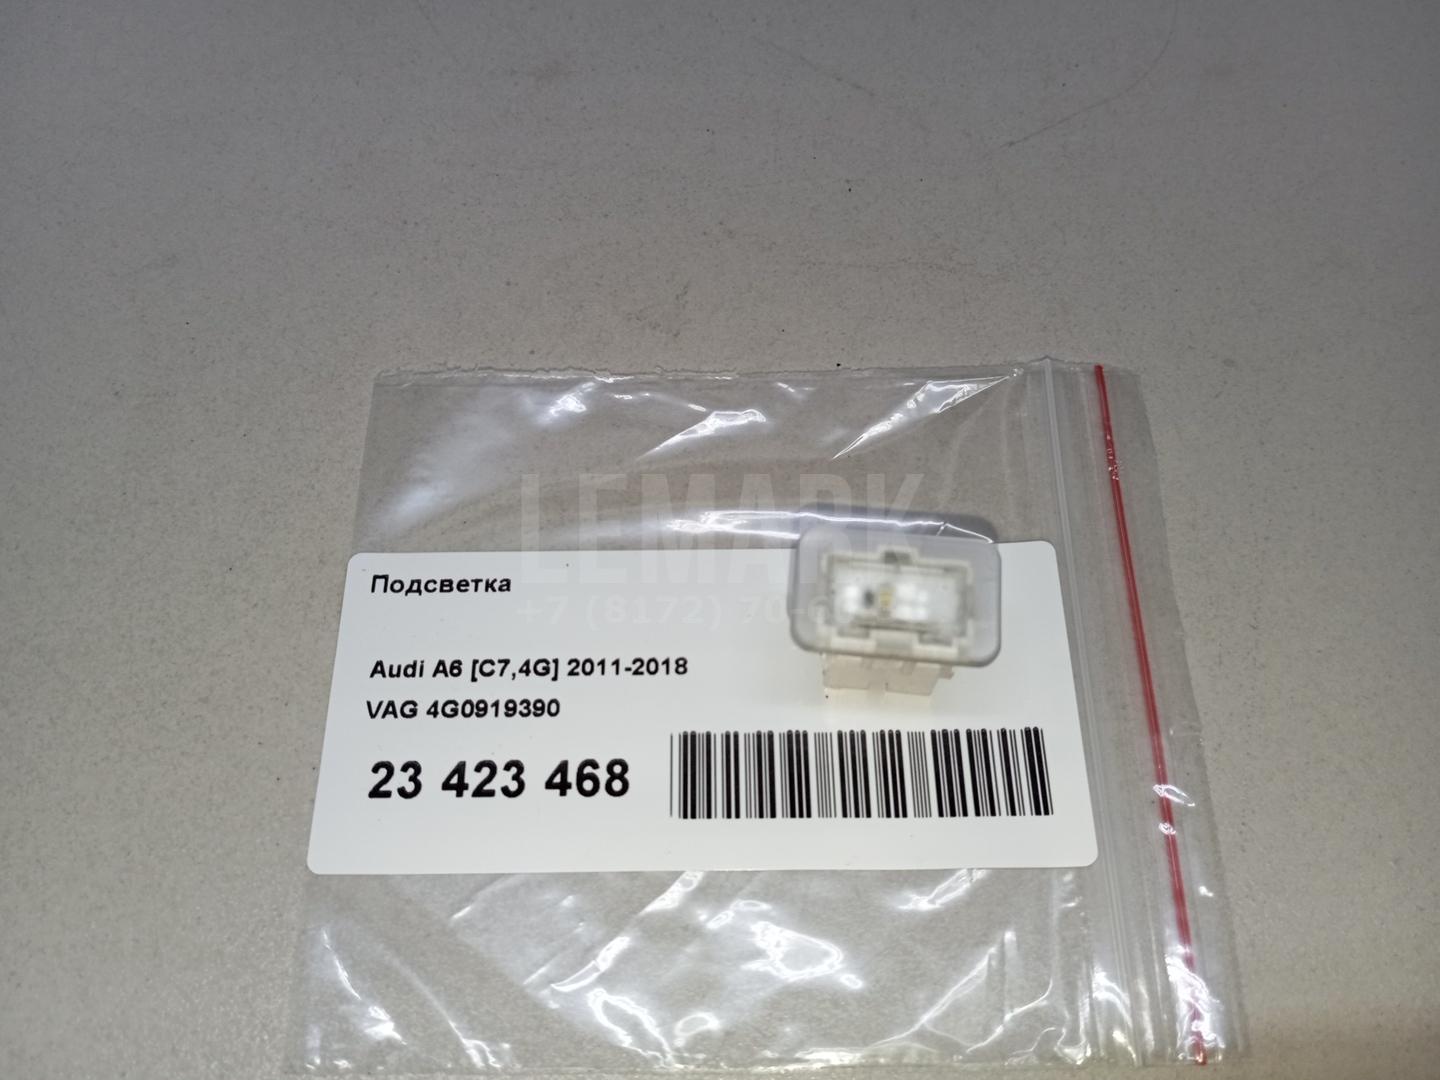 LEMARK
+7 (8172) 70-
Подсветка
Audi A6 [C7,4G] 2011-2018
VAG 4G0919390
23 423 468